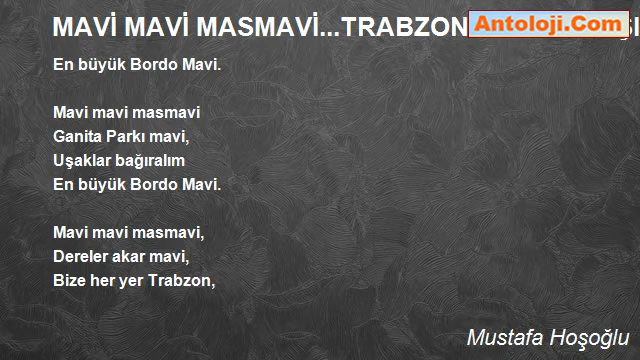 MAVİ MAVİ MASMAVİ...TRABZON
Antoloji.Com
En büyük Bordo Mavi.
Mavi mavi masmavi
Ganita Parkı mavi,
Uşaklar bağıralım
En büyük Bordo Mavi.
Mavi mavi masmavi,
Dereler akar mavi,
Bize her yer Trabzon,
Mustafa Hoşoğlu